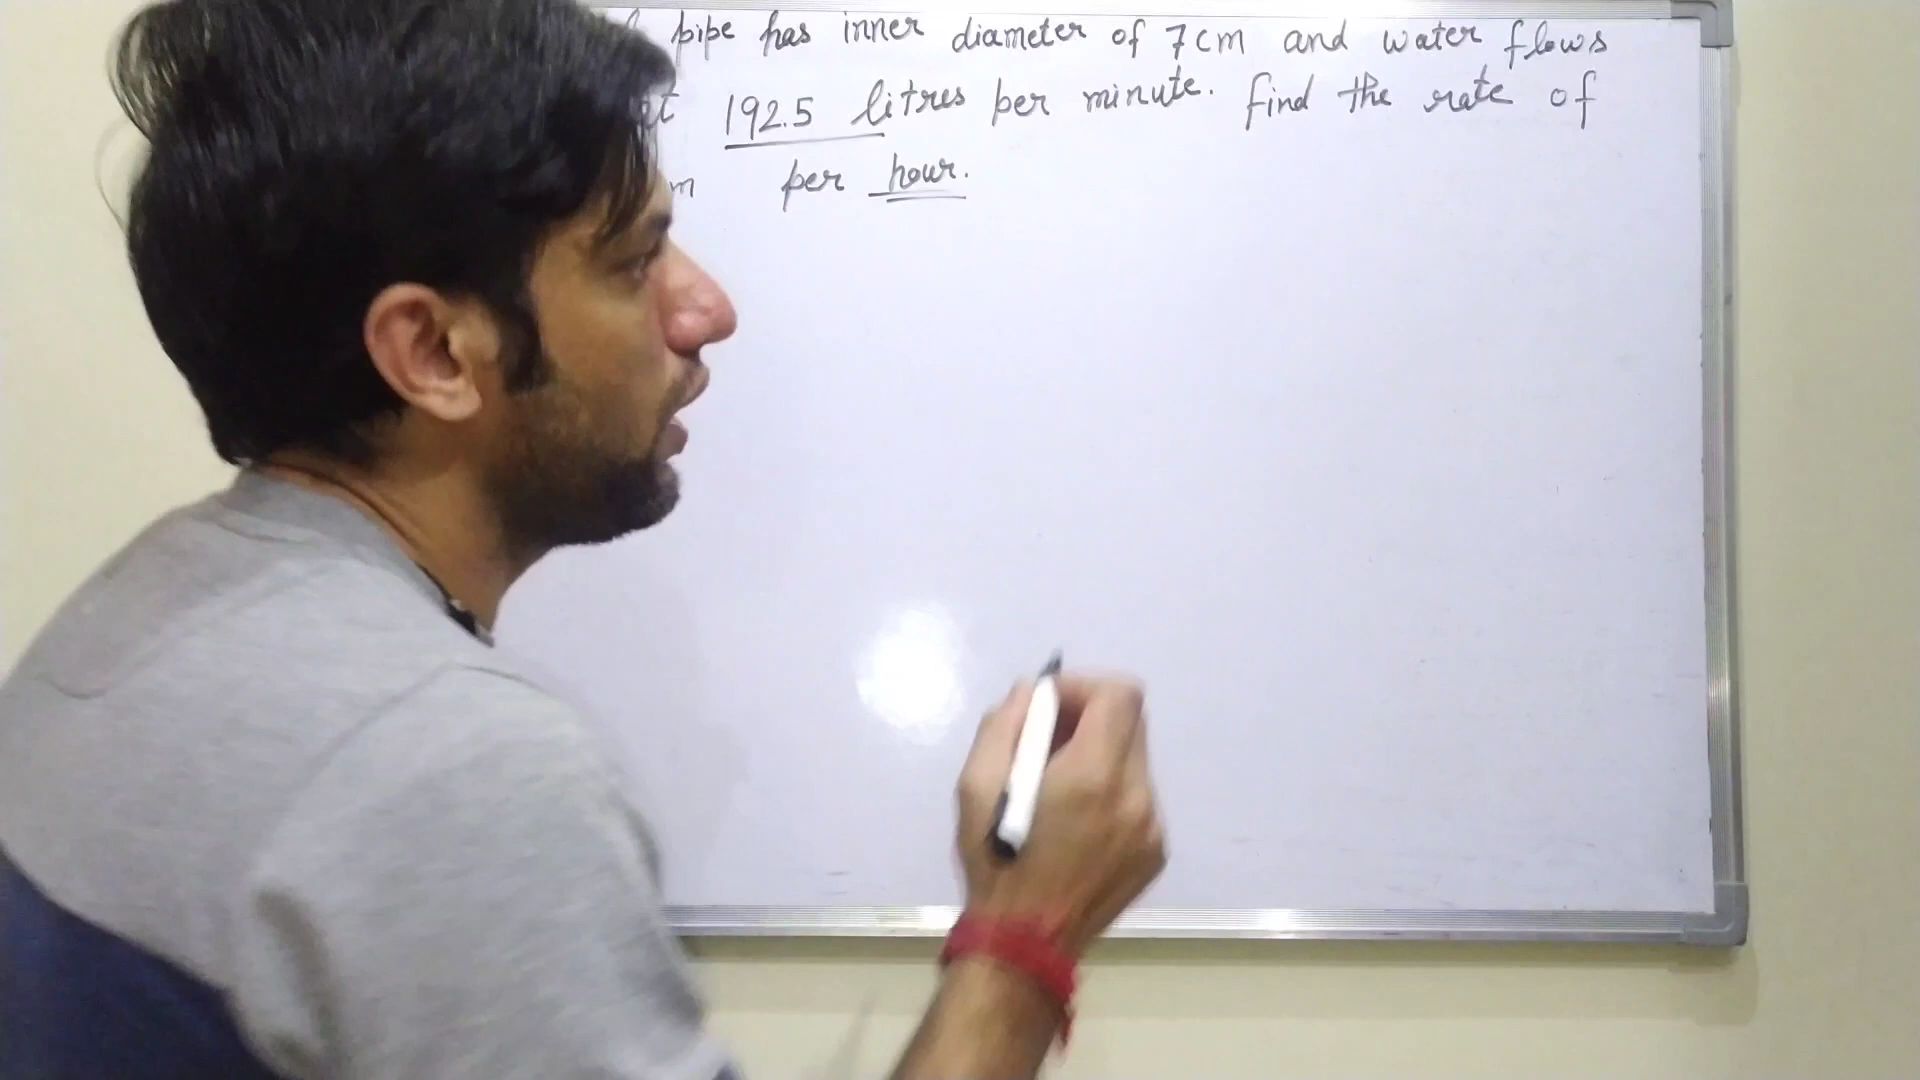 pipe has inner diameter of 7cm and water flows
192.5 litres per minute. find the rate of
m per hour.